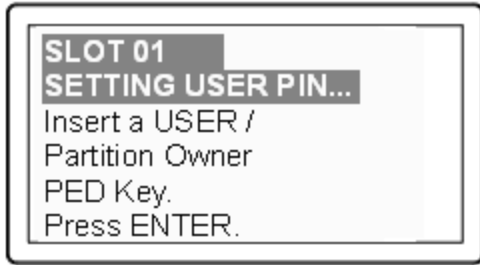 SLOT 01
SETTING USER PIN...
Insert a USER /
Partition Owner
PED Key.
Press ENTER.